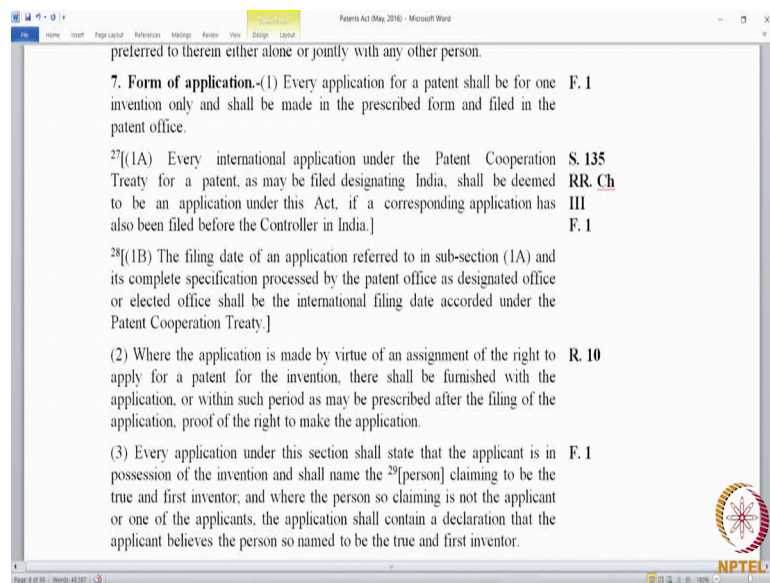 Patents Act (May, 2016) - Microsoft Word
File Home Insert Page Layout References Mailings Review View Design Layout
preferred to therein either alone or jointly with any other person.
7. Form of application.-(1) Every application for a patent shall be for one F. 1
invention only and shall be made in the prescribed form and filed in the
patent office.
27[(1A) Every international application under the Patent Cooperation S. 135
Treaty for a patent, as may be filed designating India, shall be deemed RR. Ch
to be an application under this Act, if a corresponding application has III
also been filed before the Controller in India.] F. 1
28[(1B) The filing date of an application referred to in sub-section (1A) and
its complete specification processed by the patent office as designated office
or elected office shall be the international filing date accorded under the
Patent Cooperation Treaty.]
(2) Where the application is made by virtue of an assignment of the right to R. 10
apply for a patent for the invention, there shall be furnished with the
application, or within such period as may be prescribed after the filing of the
application, proof of the right to make the application.
(3) Every application under this section shall state that the applicant is in F. 1
possession of the invention and shall name the 29[person] claiming to be the
true and first inventor; and where the person so claiming is not the applicant
or one of the applicants, the application shall contain a declaration that the
applicant believes the person so named to be the true and first inventor.
NPTEL